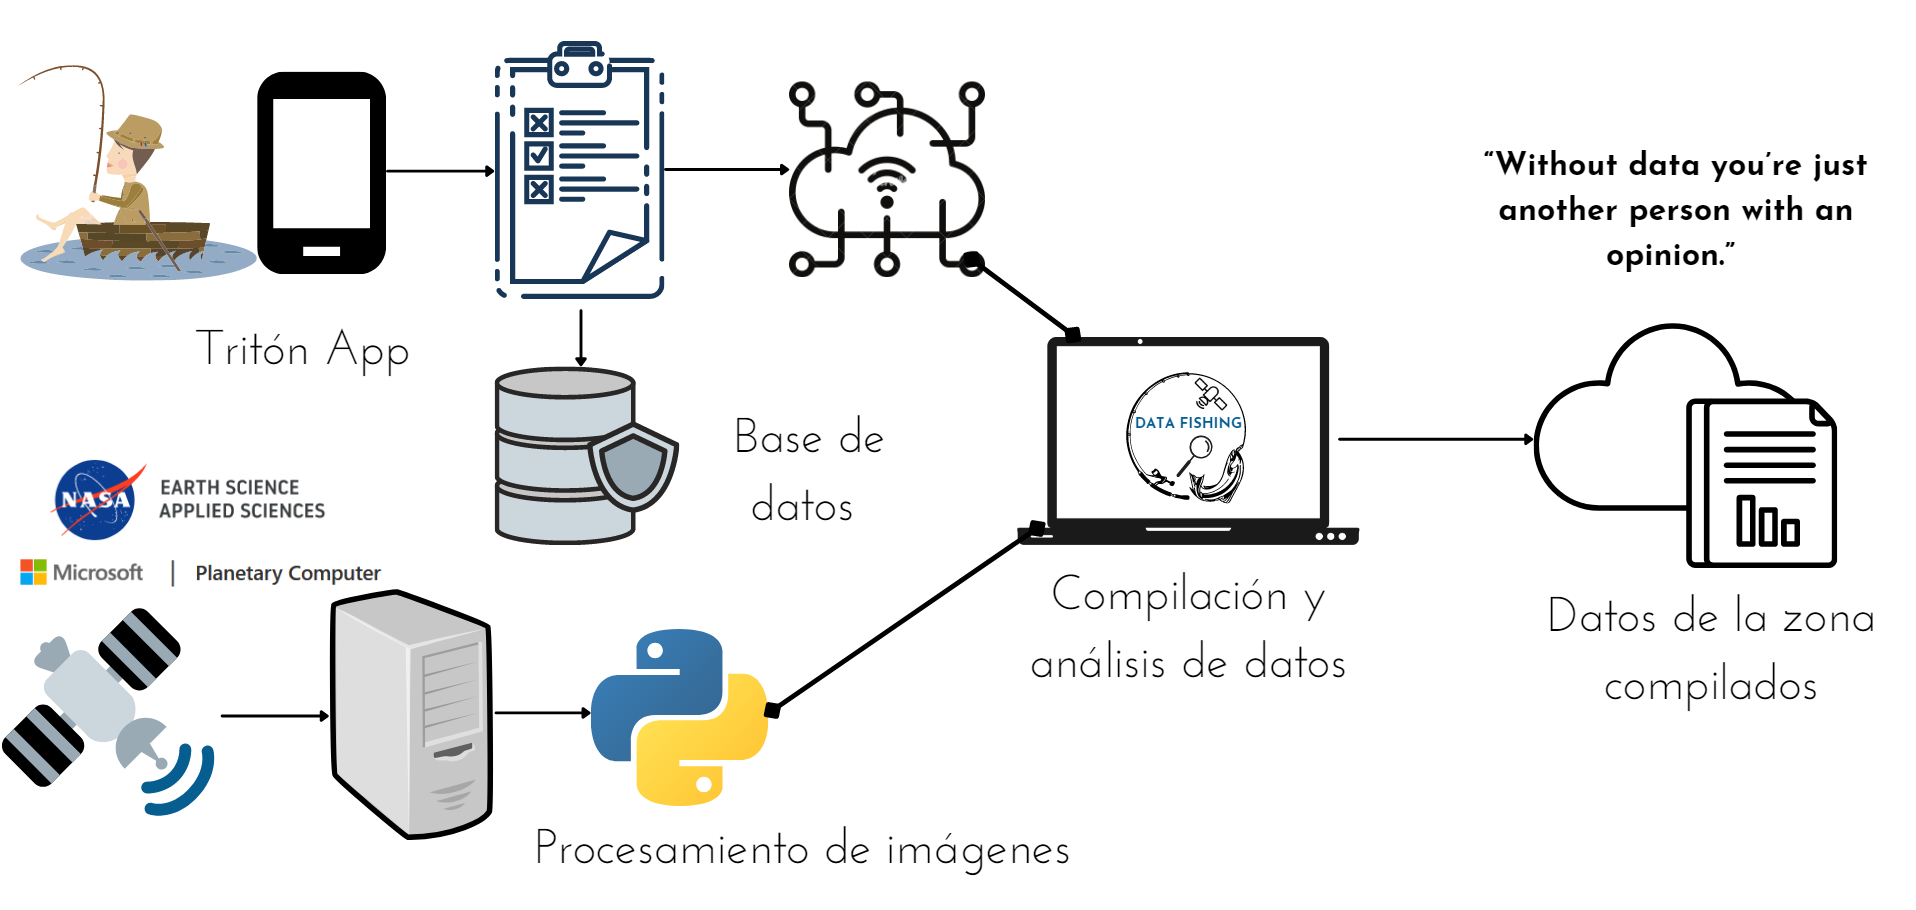 “Without data you’re just
another person with an
opinion.”
Tritón App
Base de
datos
DATA FISHING
NASA
EARTH SCIENCE
APPLIED SCIENCES
Microsoft | Planetary Computer
Compilación y
análisis de datos
Datos de la zona
compilados
Procesamiento de imágenes